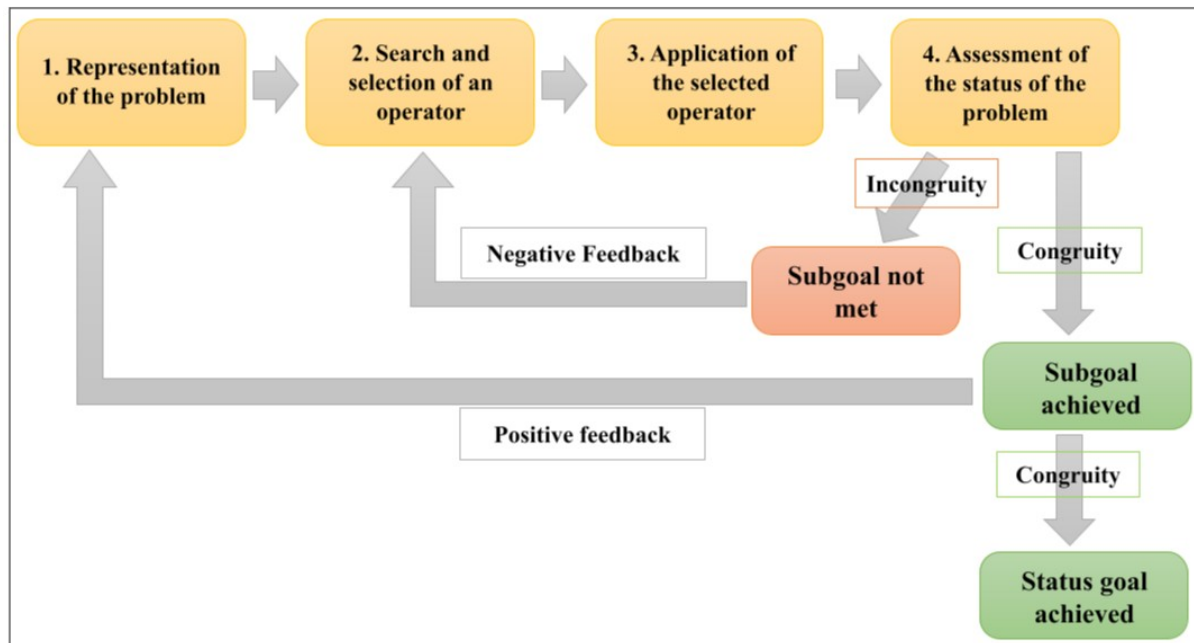 1. Representation
of the problem
2. Search and
selection of an
operator
3. Application of
the selected
operator
4. Assessment of
the status of the
problem
Incongruity
Negative Feedback
Congruity
Subgoal not
met
Subgoal
achieved
Positive feedback
Congruity
Status goal
achieved